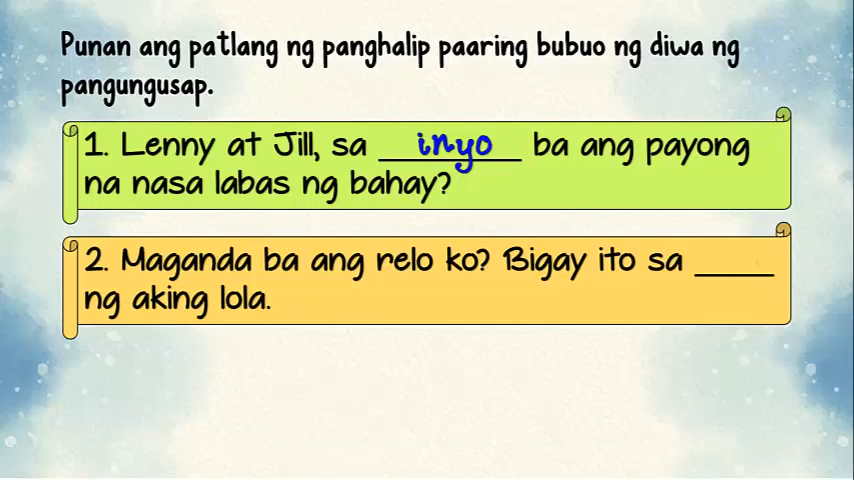 Punan ang patlang ng panghalip paaring bubuo ng diwa ng
pangungusap.
1. Lenny at Jill, sa inyo ba ang payong
na nasa labas ng bahay?
2. Maganda ba ang relo ko? Bigay ito sa _____
ng aking lola.